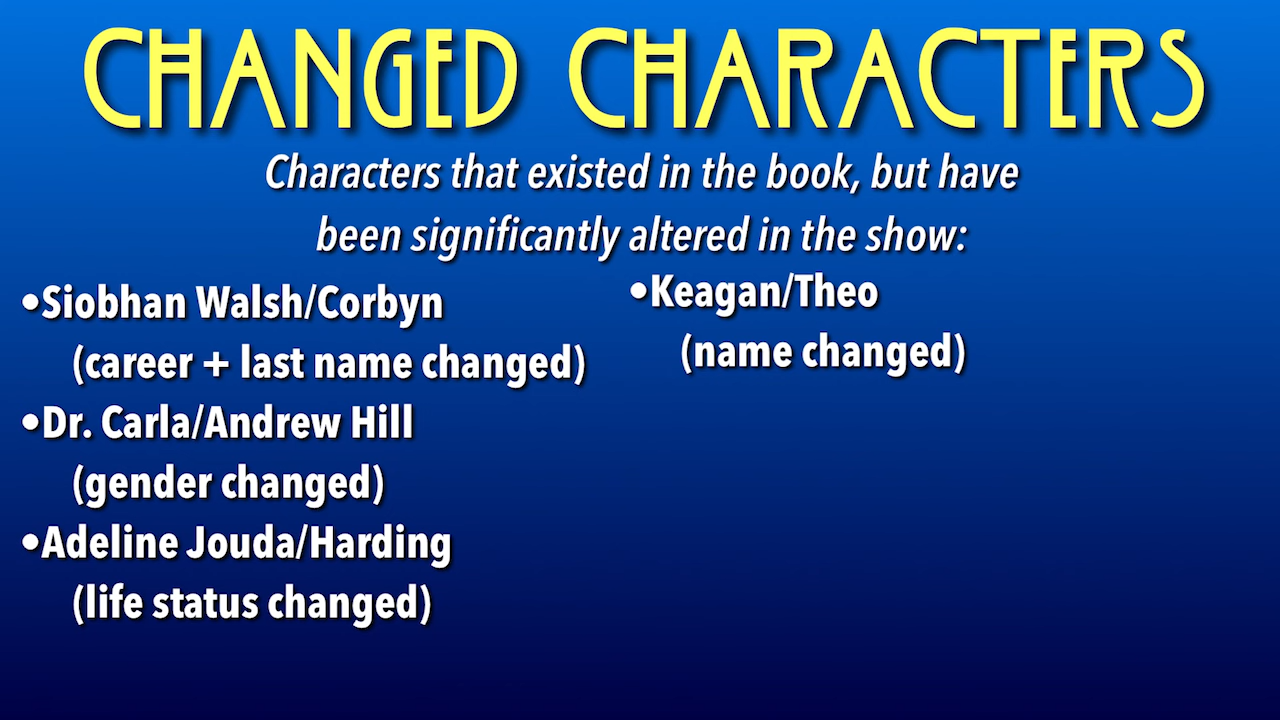 CHANGED CHARACTERS
Characters that existed in the book, but have
been significantly altered in the show:
•Siobhan Walsh/Corbyn
(career + last name changed)
•Dr. Carla/Andrew Hill
(gender changed)
•Adeline Jouda/Harding
(life status changed)
•Keagan/Theo
(name changed)